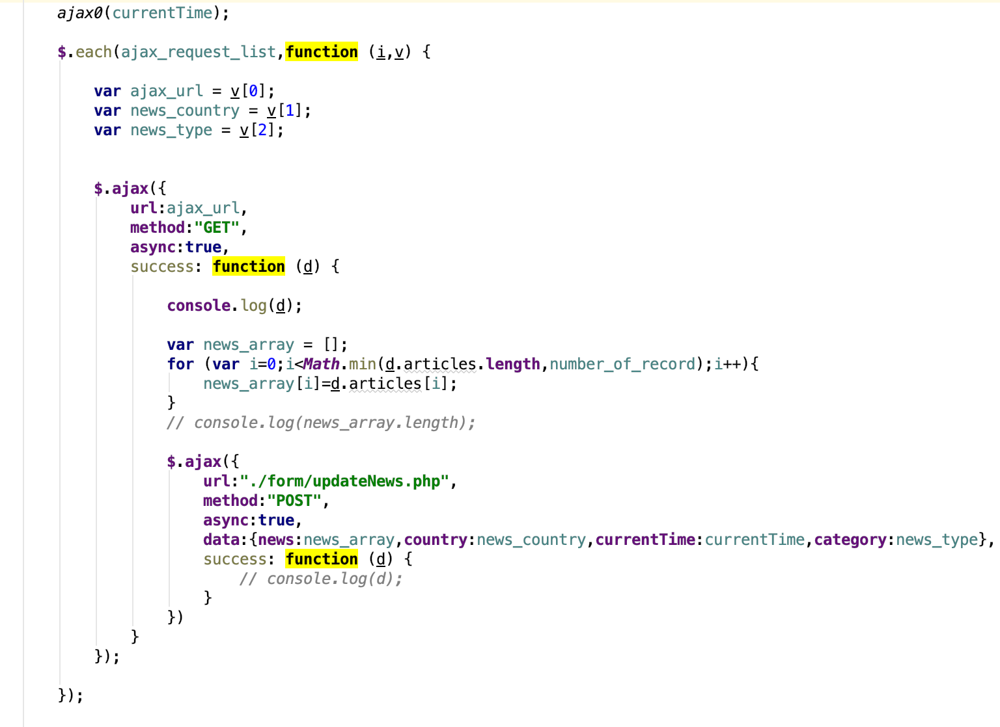 ajax0(currentTime);
$.each(ajax_request_list,function (i,v) {
var ajax_url = v[0];
var news_country = v[1];
var news_type = v[2];
$.ajax({
url:ajax_url,
method:"GET",
async:true,
success: function (d) {
console.log(d);
var news_array = [];
for (var i=0;i<Math.min(d.articles.length,number_of_record);i++){
news_array[i]=d.articles[i];
}
// console.log(news_array.length);
$.ajax({
url:"./form/updateNews.php",
method:"POST",
async:true,
data:{news:news_array,country:news_country,currentTime:currentTime,category:news_type},
success: function (d) {
// console.log(d);
}
})
}
});
});